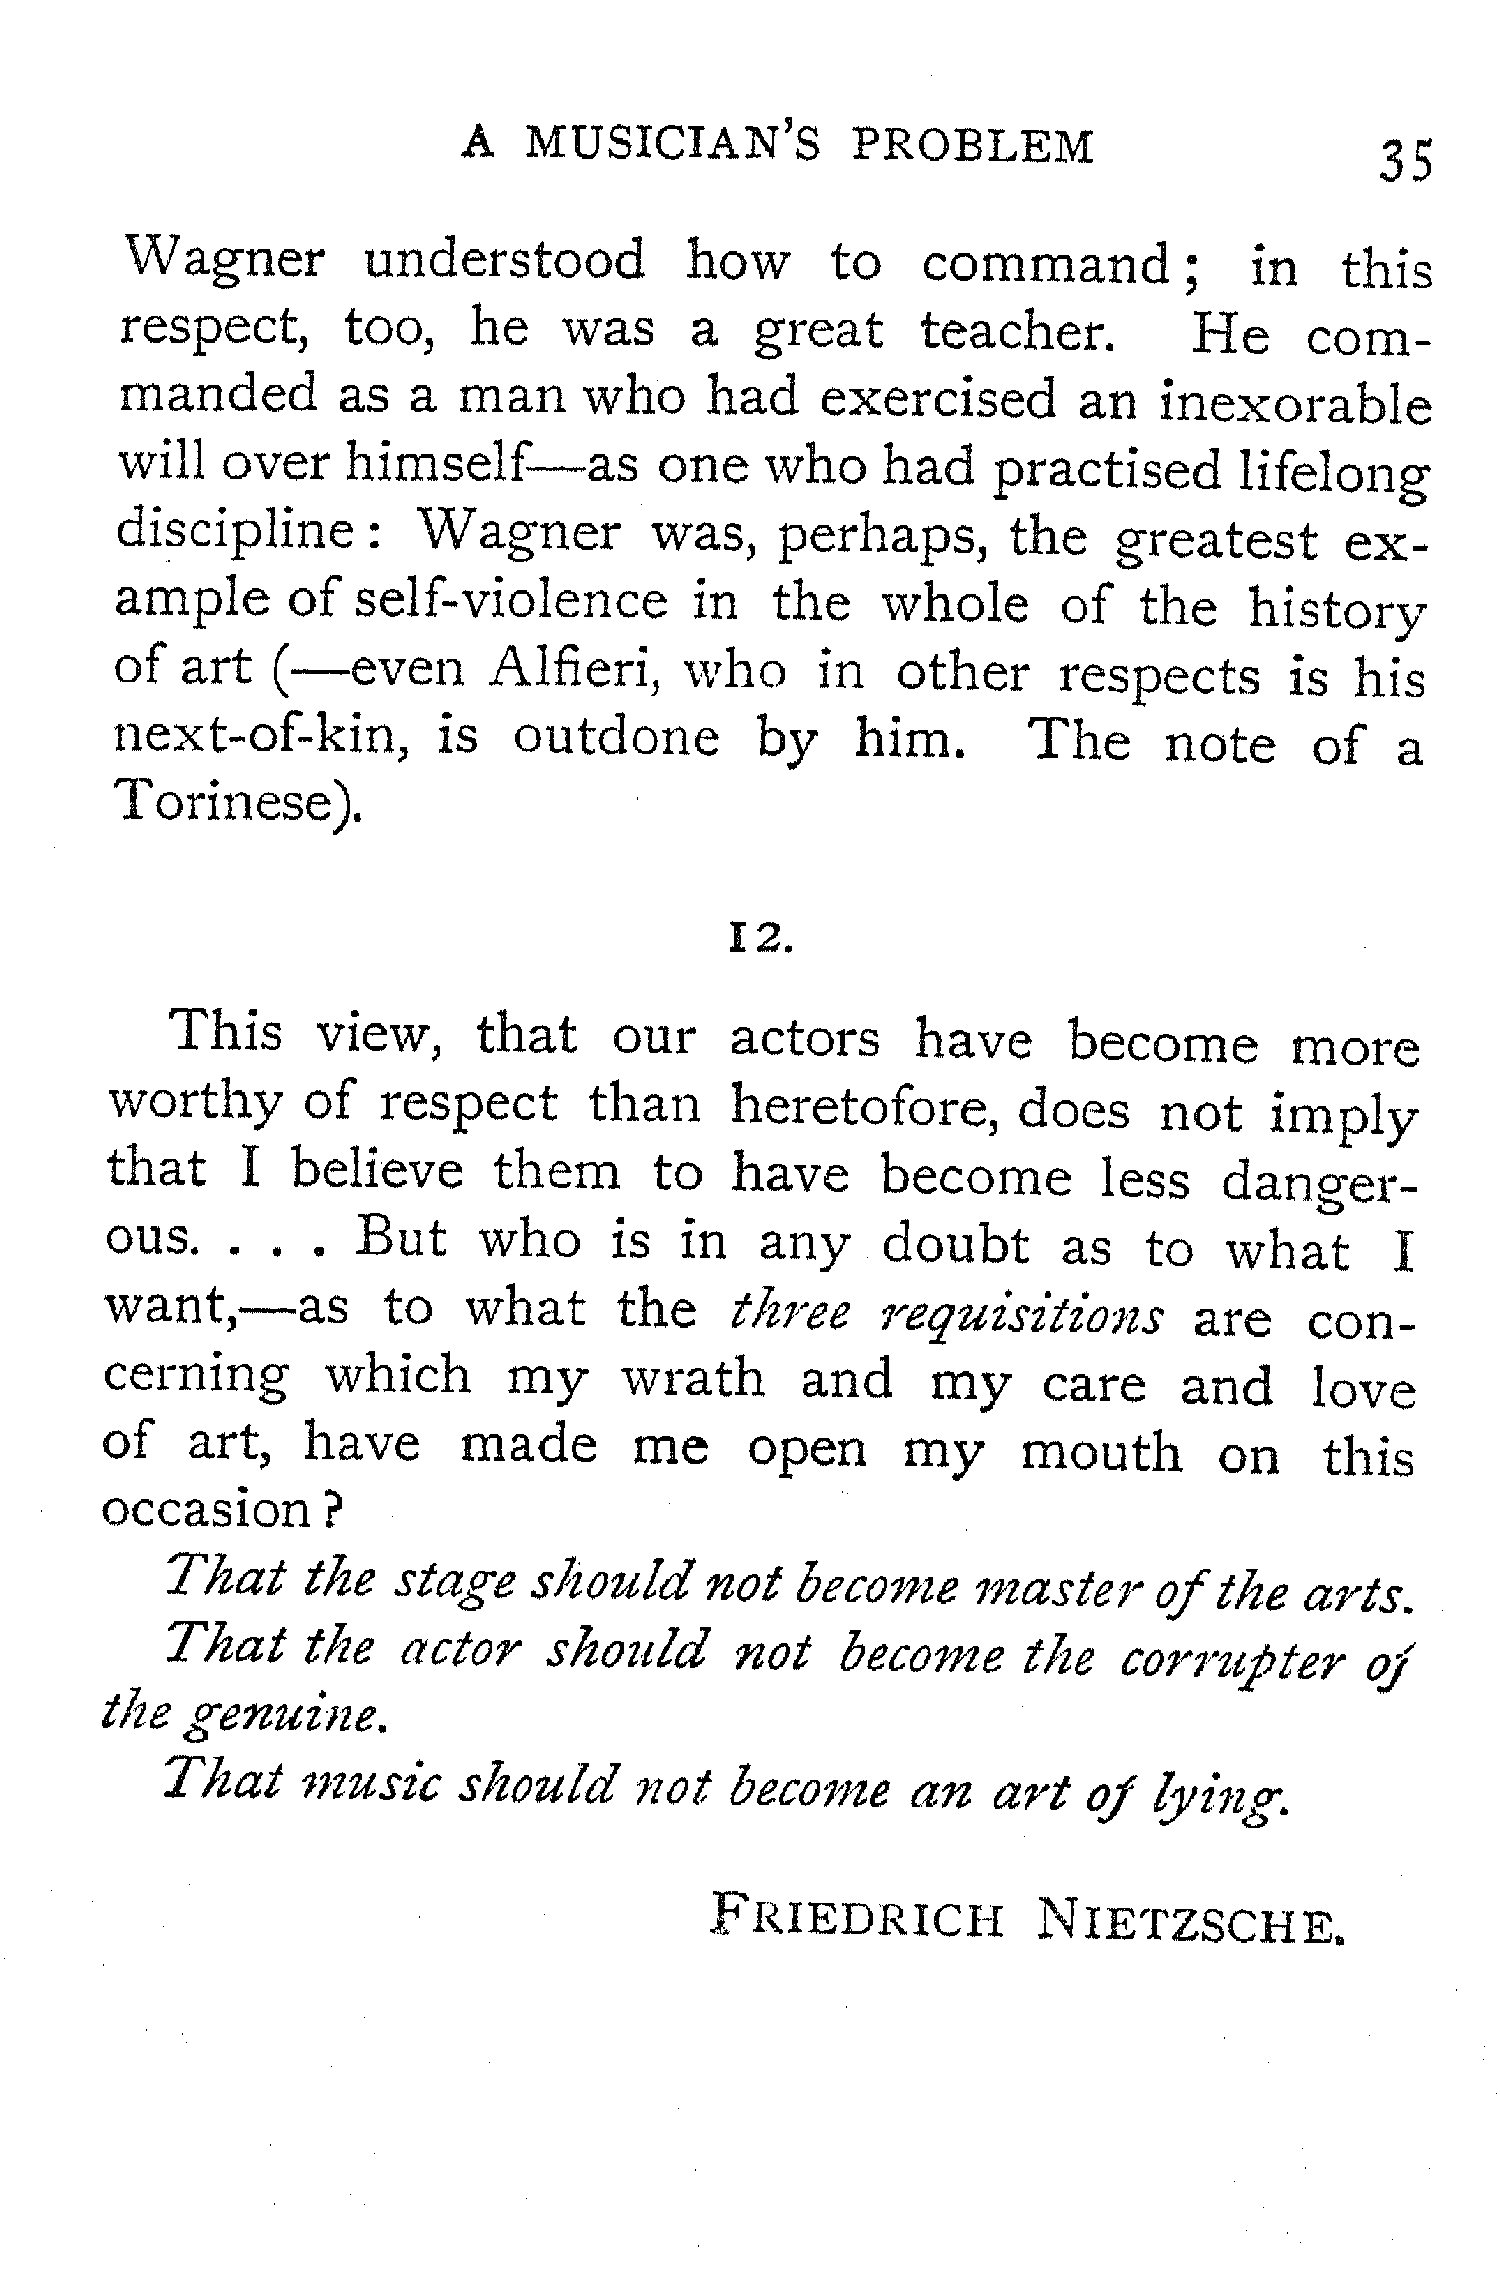 A MUSICIAN'S PROBLEM 35
Wagner understood how to command; in this
respect, too, he was a great teacher. He com-
manded as a man who had exercised an inexorable
will over himself—as one who had practised lifelong
discipline: Wagner was, perhaps, the greatest ex-
ample of self-violence in the whole of the history
of art (—even Alfieri, who in other respects is his
next-of-kin, is outdone by him. The note of a
Torinese).
12.
This view, that our actors have become more
worthy of respect than heretofore, does not imply
that I believe them to have become less danger-
ous. . . . But who is in any doubt as to what I
want,—as to what the three requisitions are con-
cerning which my wrath and my care and love
of art, have made me open my mouth on this
occasion?
That the stage should not become master of the arts.
That the actor should not become the corrupter of
the genuine.
That music should not become an art of lying.
FRIEDRICH NIETZSCHE.